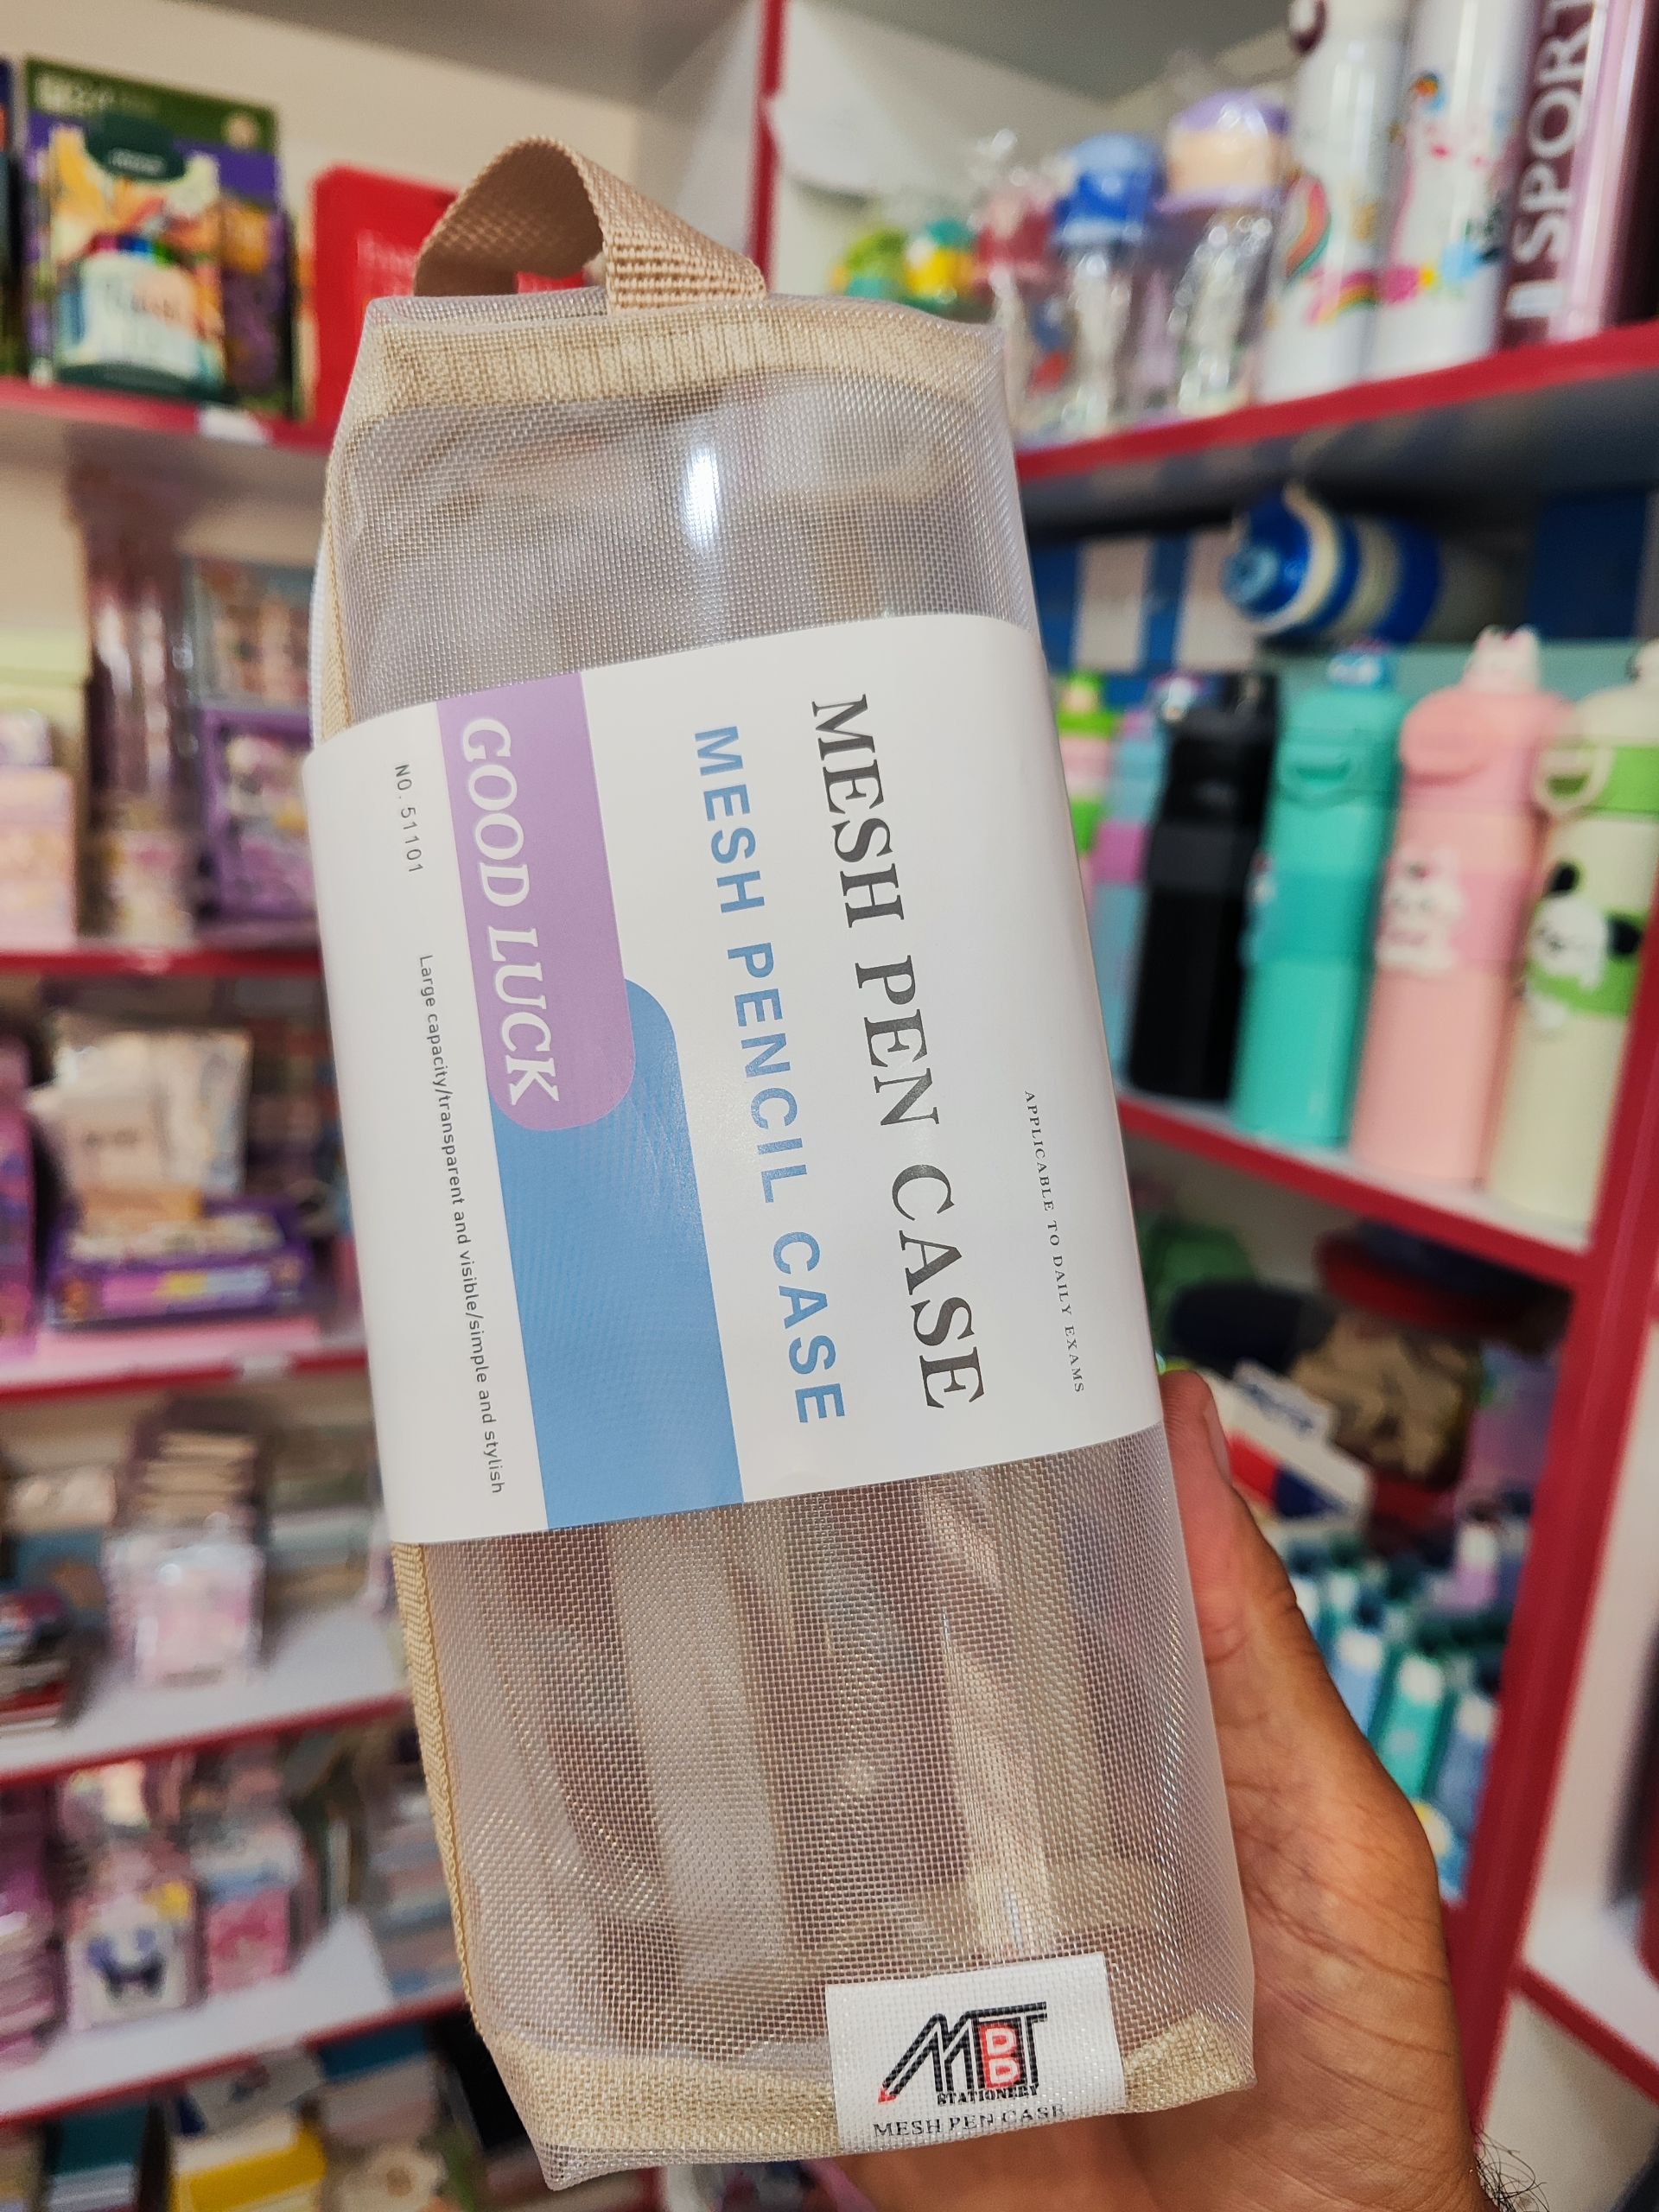 APPLICABLE TO DAILY EXAMS
MESH PEN CASE
MESH PENCIL CASE
GOOD LUCK
NO. 51101
Large capacity/transparent and visible/simple and stylish
STATIONERY
MESH PEN CASE
SPORT